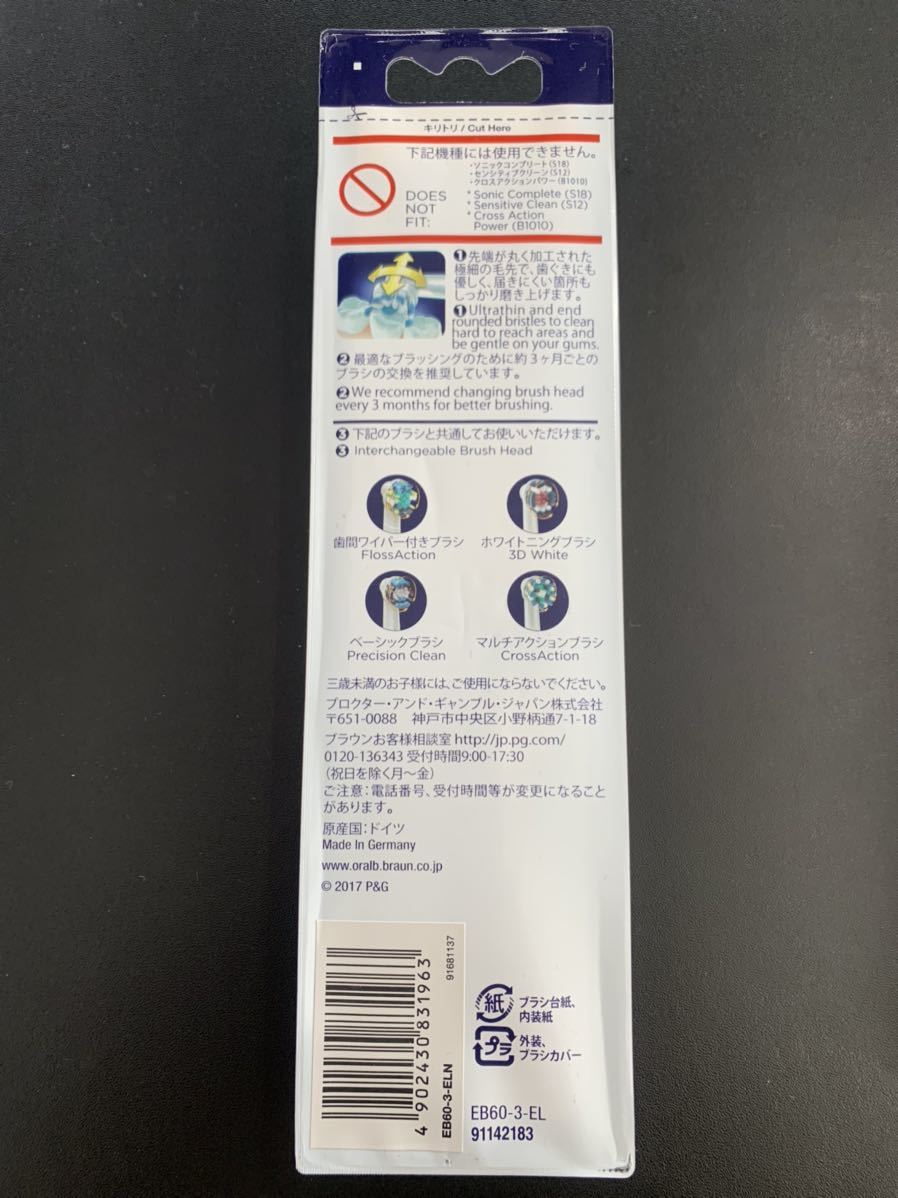 キリトリ / Cut Here
下記機種には使用できません。
・ソニックコンプリート(S18)
・センシティブクリーン(S12)
・クロスアクションパワー(B1010)
DOES
NOT
FIT:
* Sonic Complete (S18)
* Sensitive Clean (S12)
* Cross Action
Power (B1010)
❶先端が丸く加工された
極細の毛先で、歯ぐきにも
優しく、届きにくい箇所も
しっかり磨き上げます。
❶Ultrathin and end
rounded bristles to clean
hard to reach areas and
be gentle on your gums.
❷最適なブラッシングのために約3ヶ月ごとの
ブラシの交換を推奨しています。
❷We recommend changing brush head
every 3 months for better brushing.
❸下記のブラシと共通してお使いいただけます。
❸ Interchangeable Brush Head
歯間ワイパー付きブラシ
FlossAction
ホワイトニングブラシ
3D White
ベーシックブラシ
Precision Clean
マルチアクションブラシ
CrossAction
三歳未満のお子様には、ご使用にならないでください。
プロクター・アンド・ギャンブル・ジャパン株式会社
〒651-0088 神戸市中央区小野柄通7-1-18
ブラウンお客様相談室 http://jp.pg.com/
0120-136343 受付時間9:00-17:30
(祝日を除く月〜金)
ご注意:電話番号、受付時間等が変更になること
があります。
原産国:ドイツ
Made In Germany
www.oralb.braun.co.jp
© 2017 P&G
4 902430 831963
EB60-3-ELN
91681137
紙
ブラシ台紙、
内装紙
プラ
外装、
ブラシカバー
EB60-3-EL
91142183